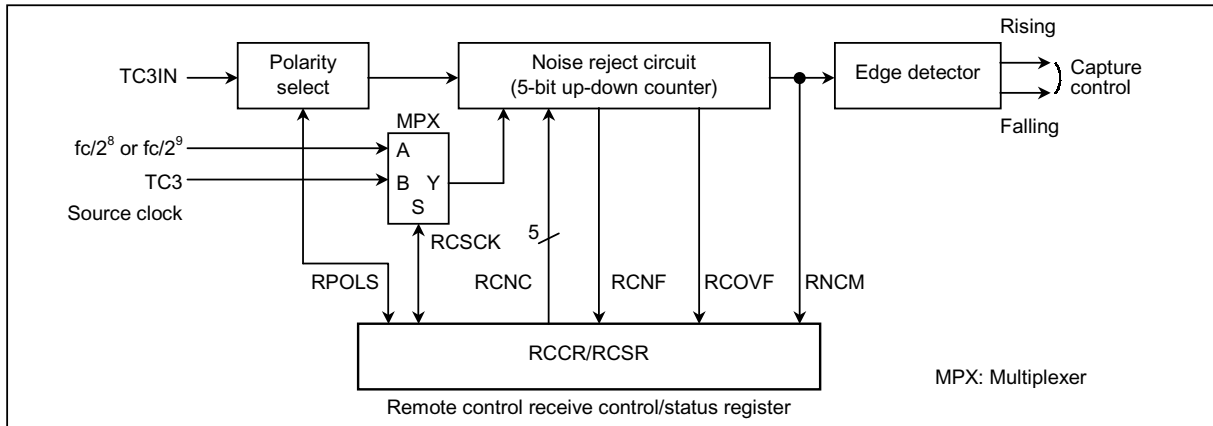 Rising
TC3IN
Polarity
select
Noise reject circuit
(5-bit up-down counter)
Edge detector
Capture
control
Falling
MPX
fc/2⁸ or fc/2⁹
A
TC3
B Y
S
Source clock
RCSCK
5
RPOLS
RCNC
RCNF
RCOVF
RNCM
RCCR/RCSR
MPX: Multiplexer
Remote control receive control/status register